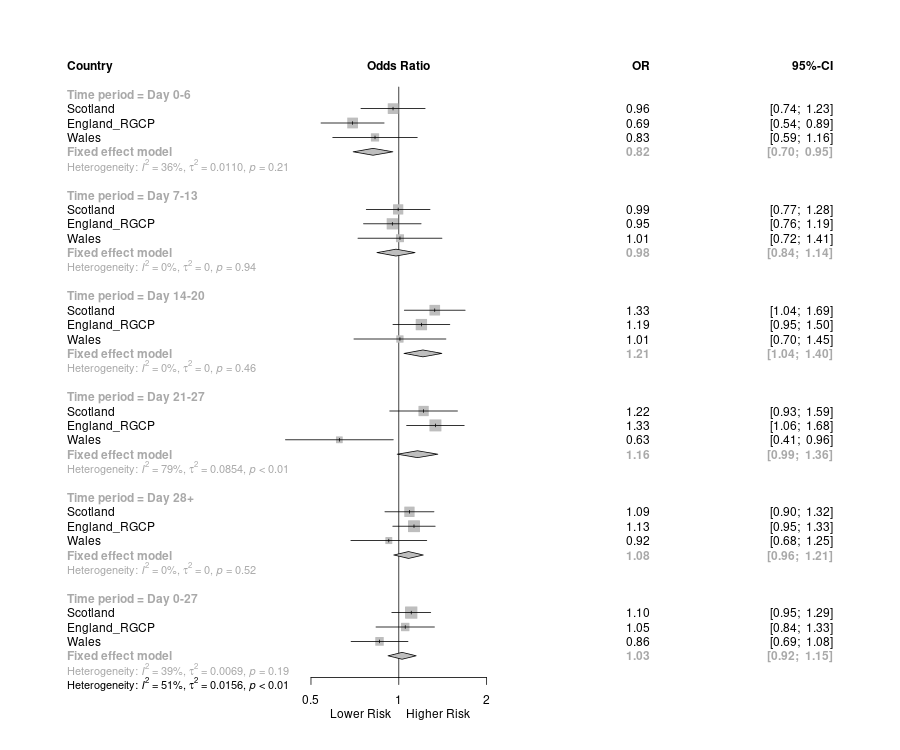 Country Odds Ratio OR 95%-CI
Time period = Day 0-6
Scotland 0.96 [0.74; 1.23]
England_RGCP 0.69 [0.54; 0.89]
Wales 0.83 [0.59; 1.16]
Fixed effect model 0.82 [0.70; 0.95]
Heterogeneity: I² = 36%, τ² = 0.0110, p = 0.21
Time period = Day 7-13
Scotland 0.99 [0.77; 1.28]
England_RGCP 0.95 [0.76; 1.19]
Wales 1.01 [0.72; 1.41]
Fixed effect model 0.98 [0.84; 1.14]
Heterogeneity: I² = 0%, τ² = 0, p = 0.94
Time period = Day 14-20
Scotland 1.33 [1.04; 1.69]
England_RGCP 1.19 [0.95; 1.50]
Wales 1.01 [0.70; 1.45]
Fixed effect model 1.21 [1.04; 1.40]
Heterogeneity: I² = 0%, τ² = 0, p = 0.46
Time period = Day 21-27
Scotland 1.22 [0.93; 1.59]
England_RGCP 1.33 [1.06; 1.68]
Wales 0.63 [0.41; 0.96]
Fixed effect model 1.16 [0.99; 1.36]
Heterogeneity: I² = 79%, τ² = 0.0854, p < 0.01
Time period = Day 28+
Scotland 1.09 [0.90; 1.32]
England_RGCP 1.13 [0.95; 1.33]
Wales 0.92 [0.68; 1.25]
Fixed effect model 1.08 [0.96; 1.21]
Heterogeneity: I² = 0%, τ² = 0, p = 0.52
Time period = Day 0-27
Scotland 1.10 [0.95; 1.29]
England_RGCP 1.05 [0.84; 1.33]
Wales 0.86 [0.69; 1.08]
Fixed effect model 1.03 [0.92; 1.15]
Heterogeneity: I² = 39%, τ² = 0.0069, p = 0.19
Heterogeneity: I² = 51%, τ² = 0.0156, p < 0.01
0.5 1 2
Lower Risk Higher Risk